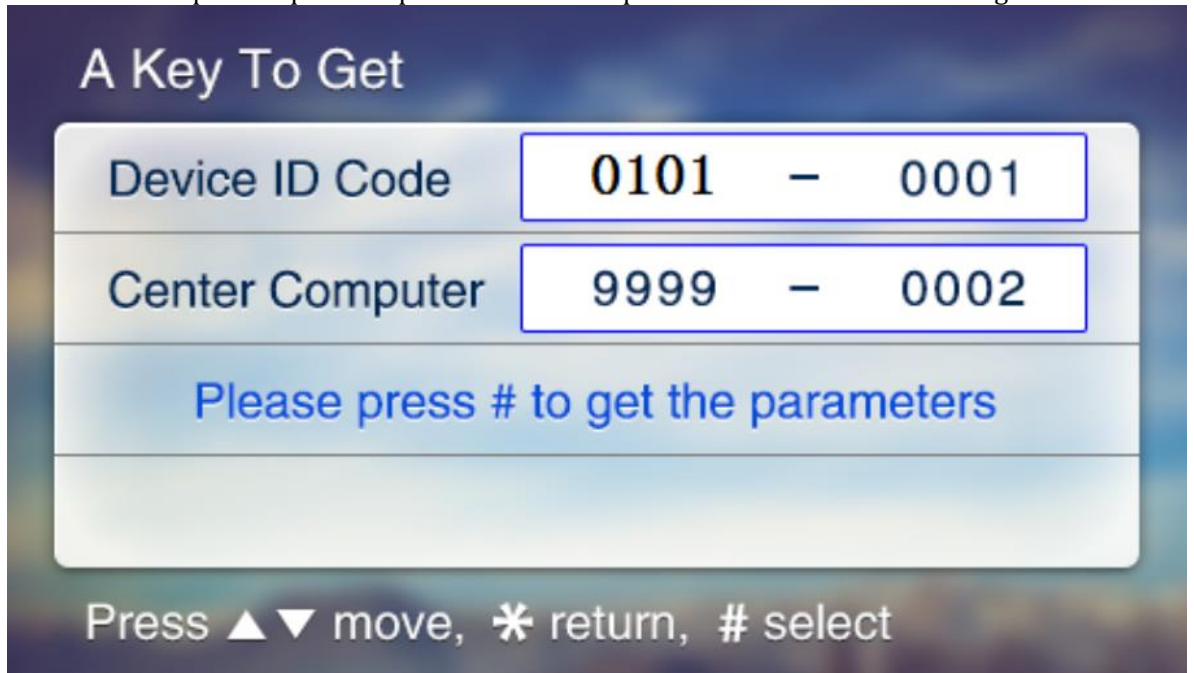 A Key To Get
Device ID Code 0101 – 0001
Center Computer 9999 – 0002
Please press # to get the parameters
Press ▲▼ move, * return, # select